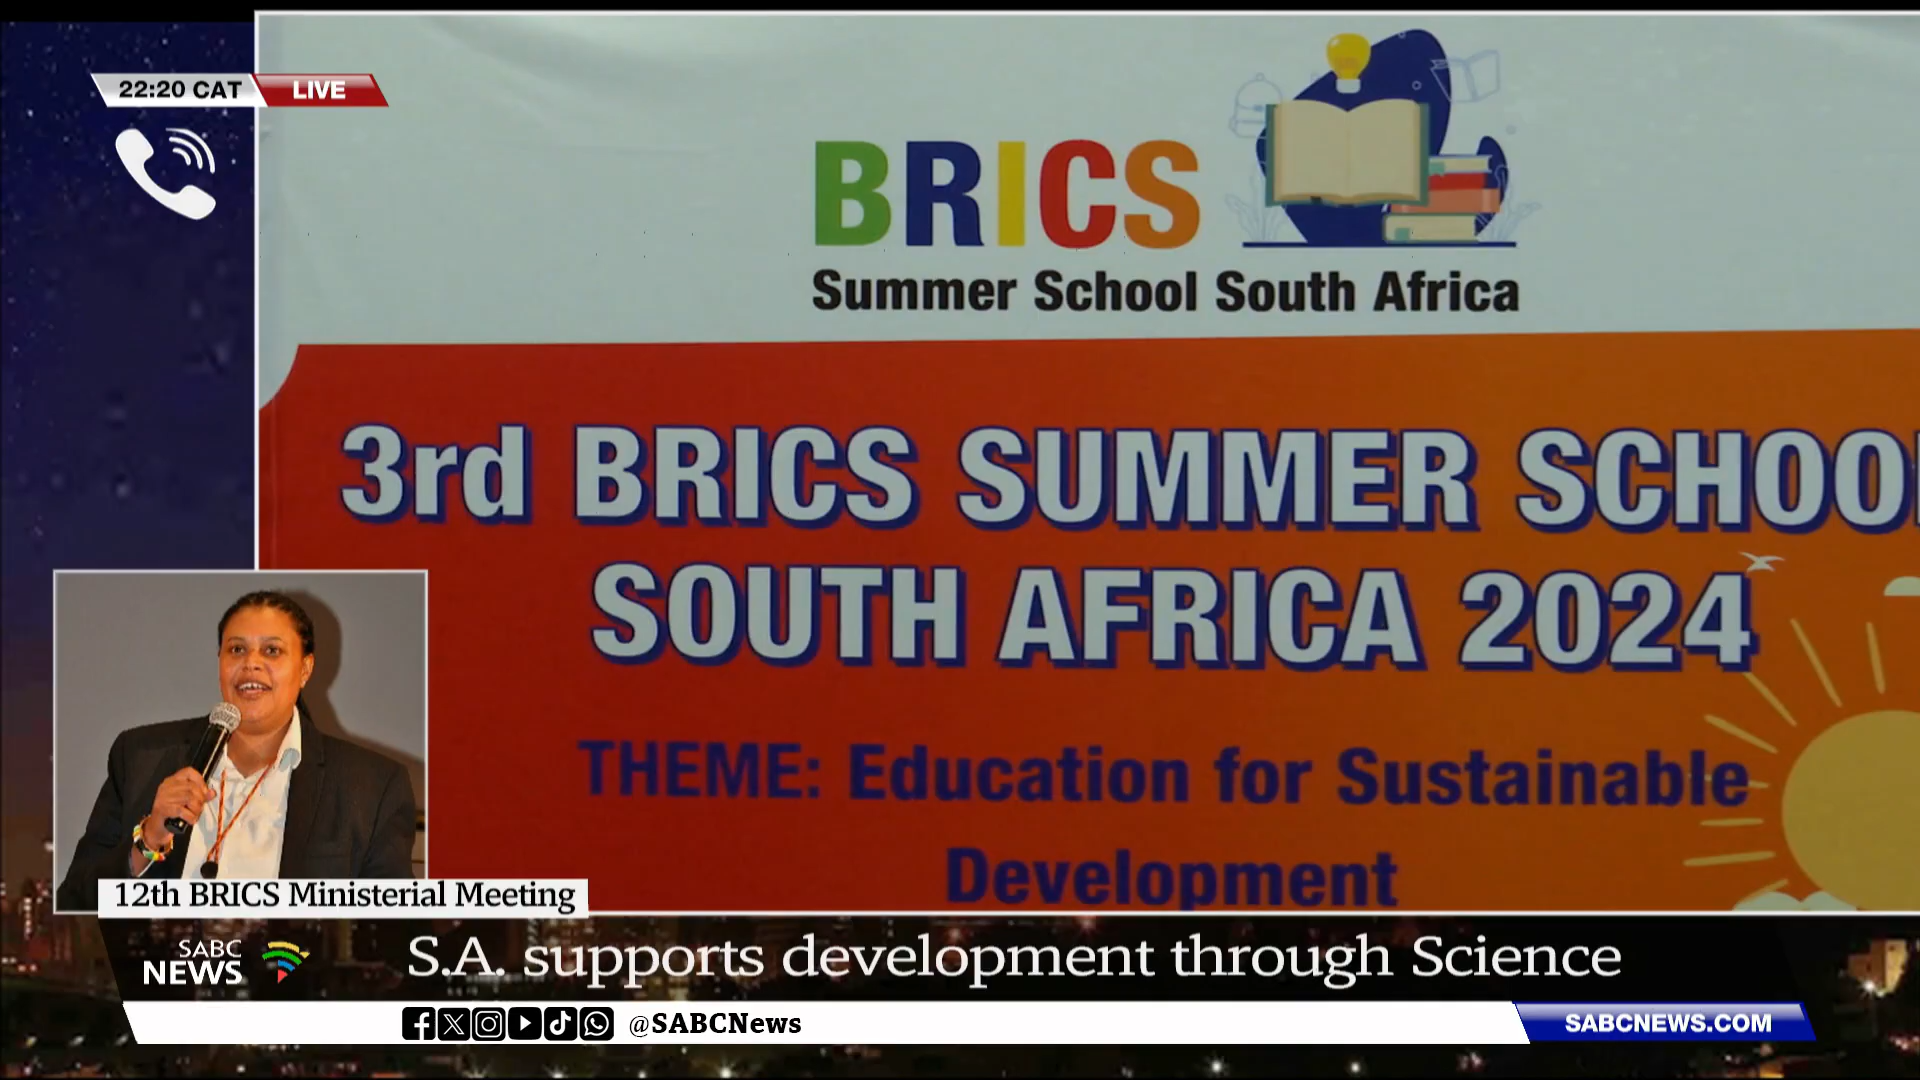 22:20 CAT LIVE
BRICS
Summer School South Africa
3rd BRICS SUMMER SCHOOL
SOUTH AFRICA 2024
THEME: Education for Sustainable
Development
12th BRICS Ministerial Meeting
SABC
NEWS
S.A. supports development through Science
@SABCNews
SABCNEWS.COM